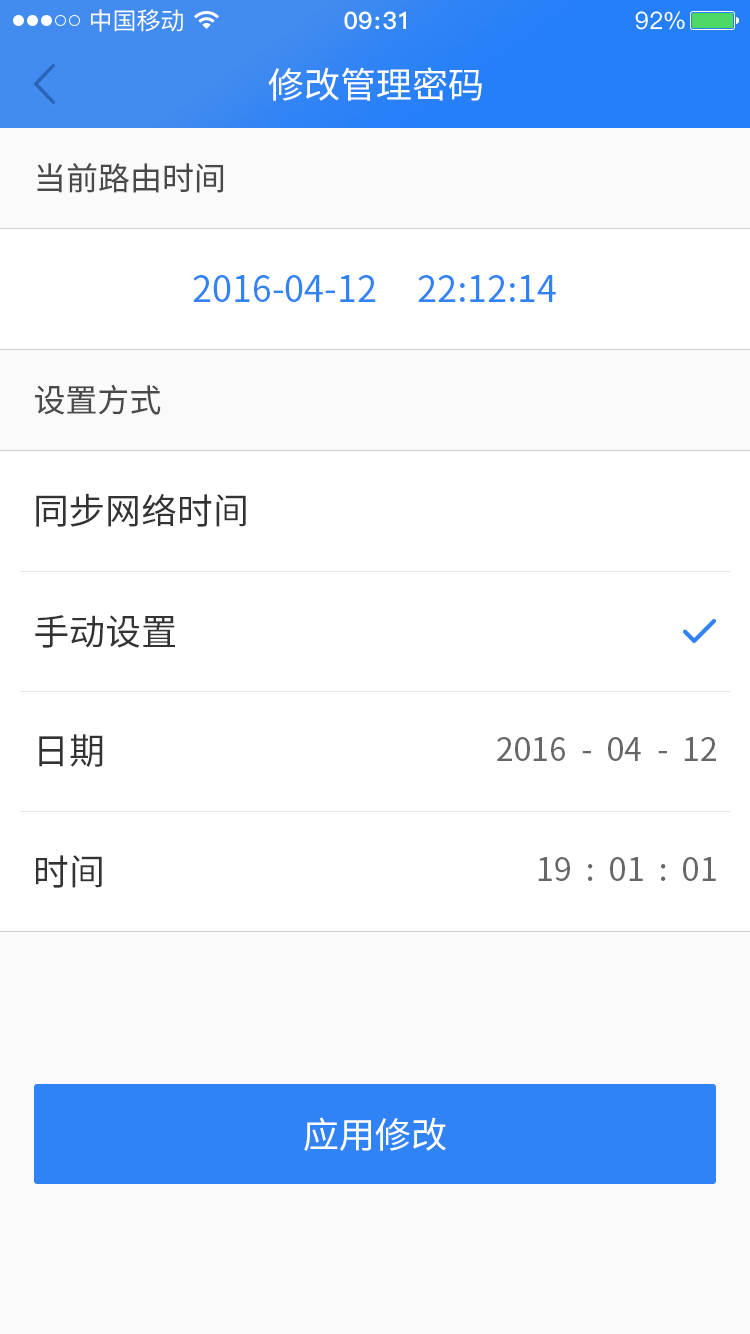 中国移动 09:31 92%
修改管理密码
当前路由时间
2016-04-12 22:12:14
设置方式
同步网络时间
手动设置
日期 2016 - 04 - 12
时间 19 : 01 : 01
应用修改